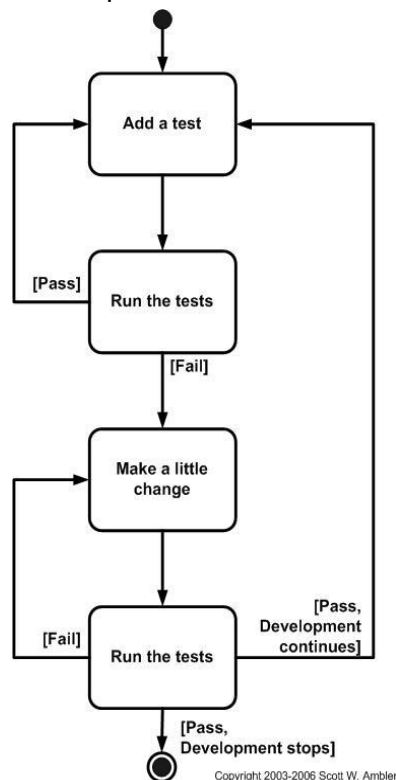 Add a test
[Pass]
Run the tests
[Fail]
Make a little
change
[Fail]
Run the tests
[Pass,
Development
continues]
[Pass,
Development stops]
Copyright 2003-2006 Scott W. Ambler